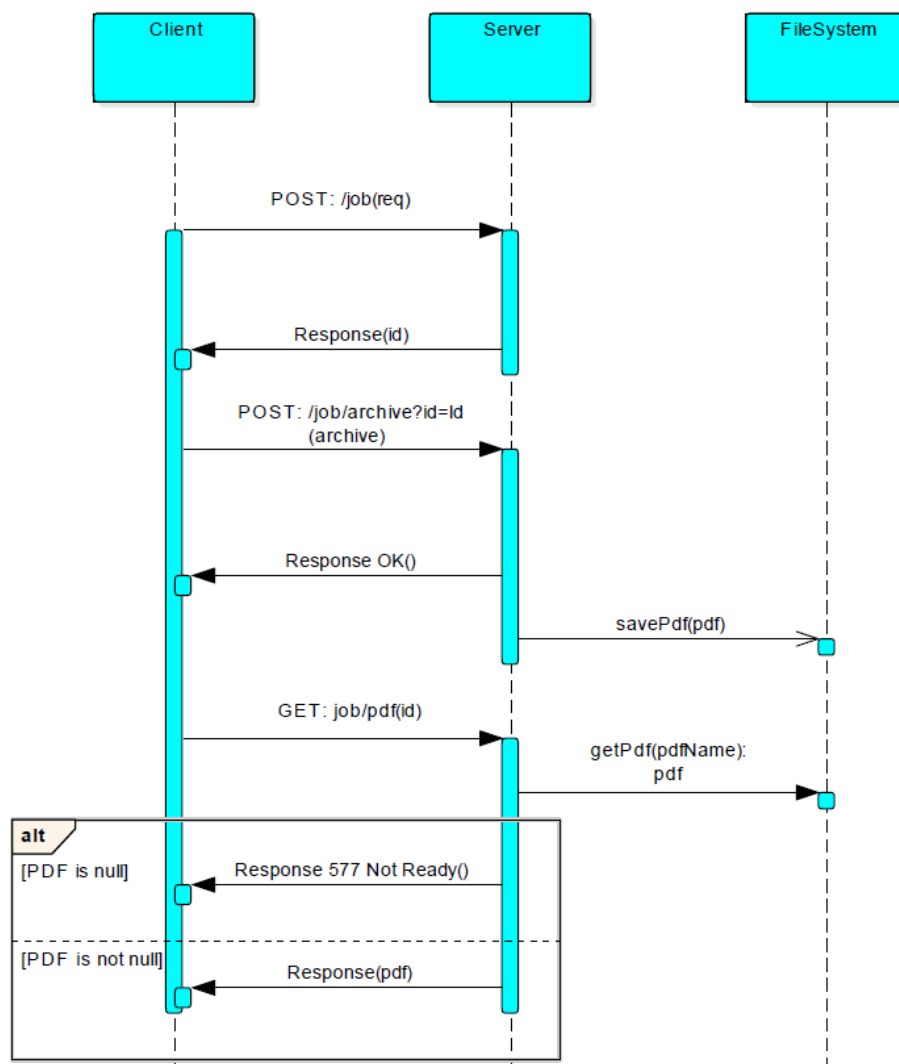 Client
Server
FileSystem
POST: /job(req)
Response(id)
POST: /job/archive?id=Id
(archive)
Response OK()
savePdf(pdf)
GET: job/pdf(id)
getPdf(pdfName):
pdf
alt
[PDF is null]
Response 577 Not Ready()
[PDF is not null]
Response(pdf)